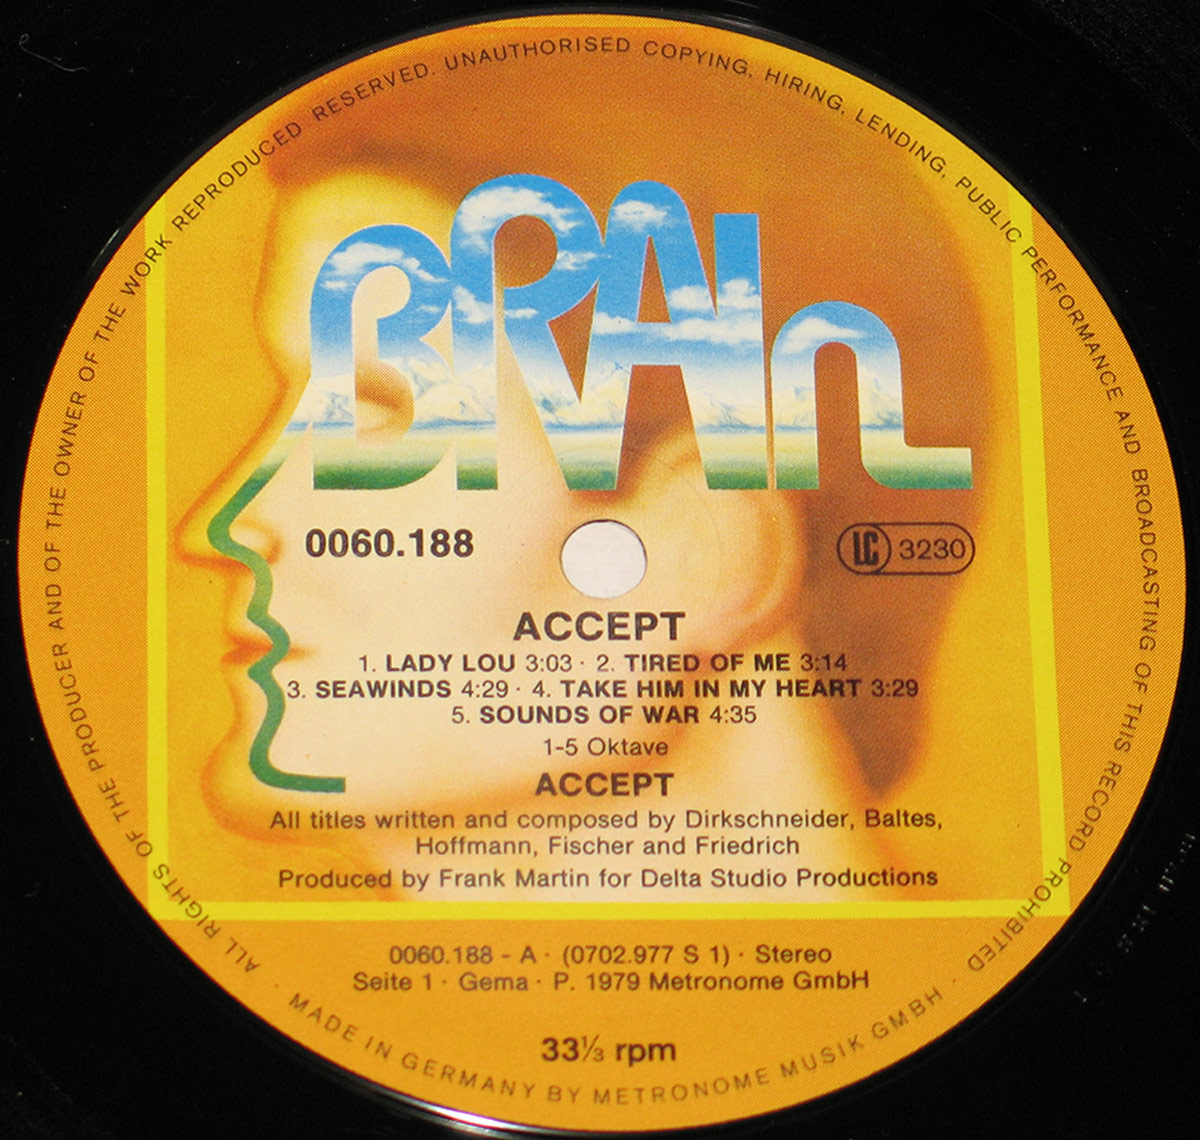 ALL RIGHTS OF THE PRODUCER AND OF THE OWNER OF THE WORK REPRODUCED RESERVED. UNAUTHORISED COPYING, HIRING, LENDING, PUBLIC PERFORMANCE AND BROADCASTING OF THIS RECORD PROHIBITED ·
BRAIn
0060.188
LC 3230
ACCEPT
1. LADY LOU 3:03 · 2. TIRED OF ME 3:14
3. SEAWINDS 4:29 · 4. TAKE HIM IN MY HEART 3:29
5. SOUNDS OF WAR 4:35
1-5 Oktave
ACCEPT
All titles written and composed by Dirkschneider, Baltes,
Hoffmann, Fischer and Friedrich
Produced by Frank Martin for Delta Studio Productions
0060.188 - A · (0702.977 S 1) · Stereo
Seite 1 · Gema · P. 1979 Metronome GmbH
33⅓ rpm
· MADE IN GERMANY BY METRONOME MUSIK GMBH